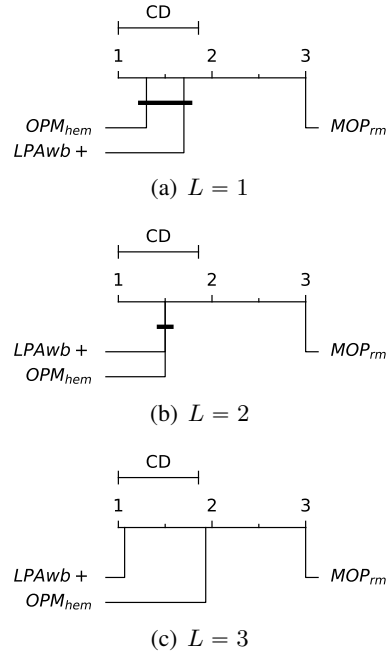 CD
1 2 3
OPM_hem MOP_rm
LPAwb +
(a) L = 1
CD
1 2 3
LPAwb + MOP_rm
OPM_hem
(b) L = 2
CD
1 2 3
LPAwb + MOP_rm
OPM_hem
(c) L = 3